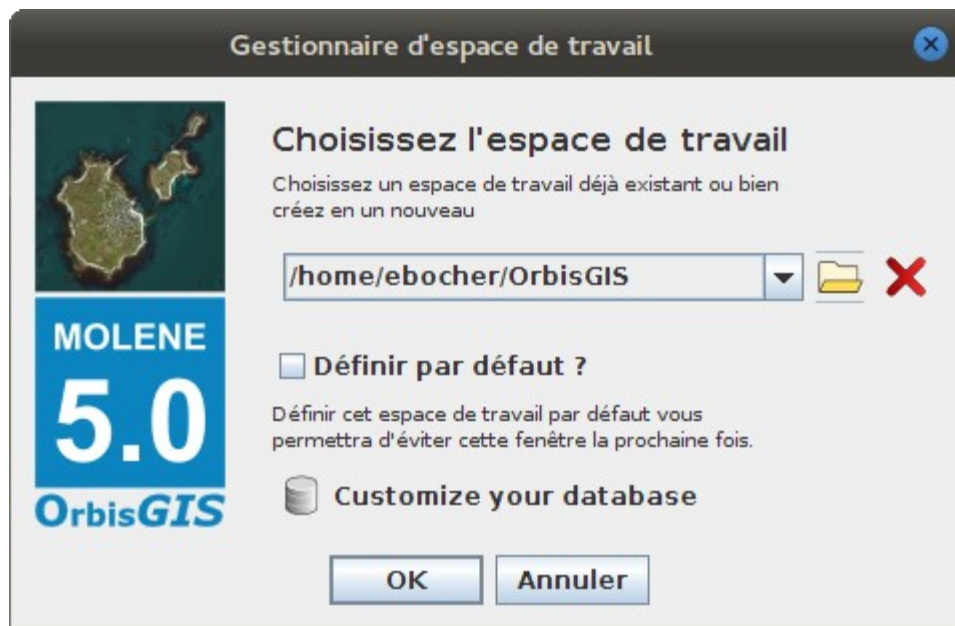 Gestionnaire d'espace de travail
Choisissez l'espace de travail
Choisissez un espace de travail déjà existant ou bien
créez en un nouveau
/home/ebocher/OrbisGIS
MOLENE
5.0
OrbisGIS
Définir par défaut ?
Définir cet espace de travail par défaut vous
permettra d'éviter cette fenêtre la prochaine fois.
Customize your database
OK
Annuler